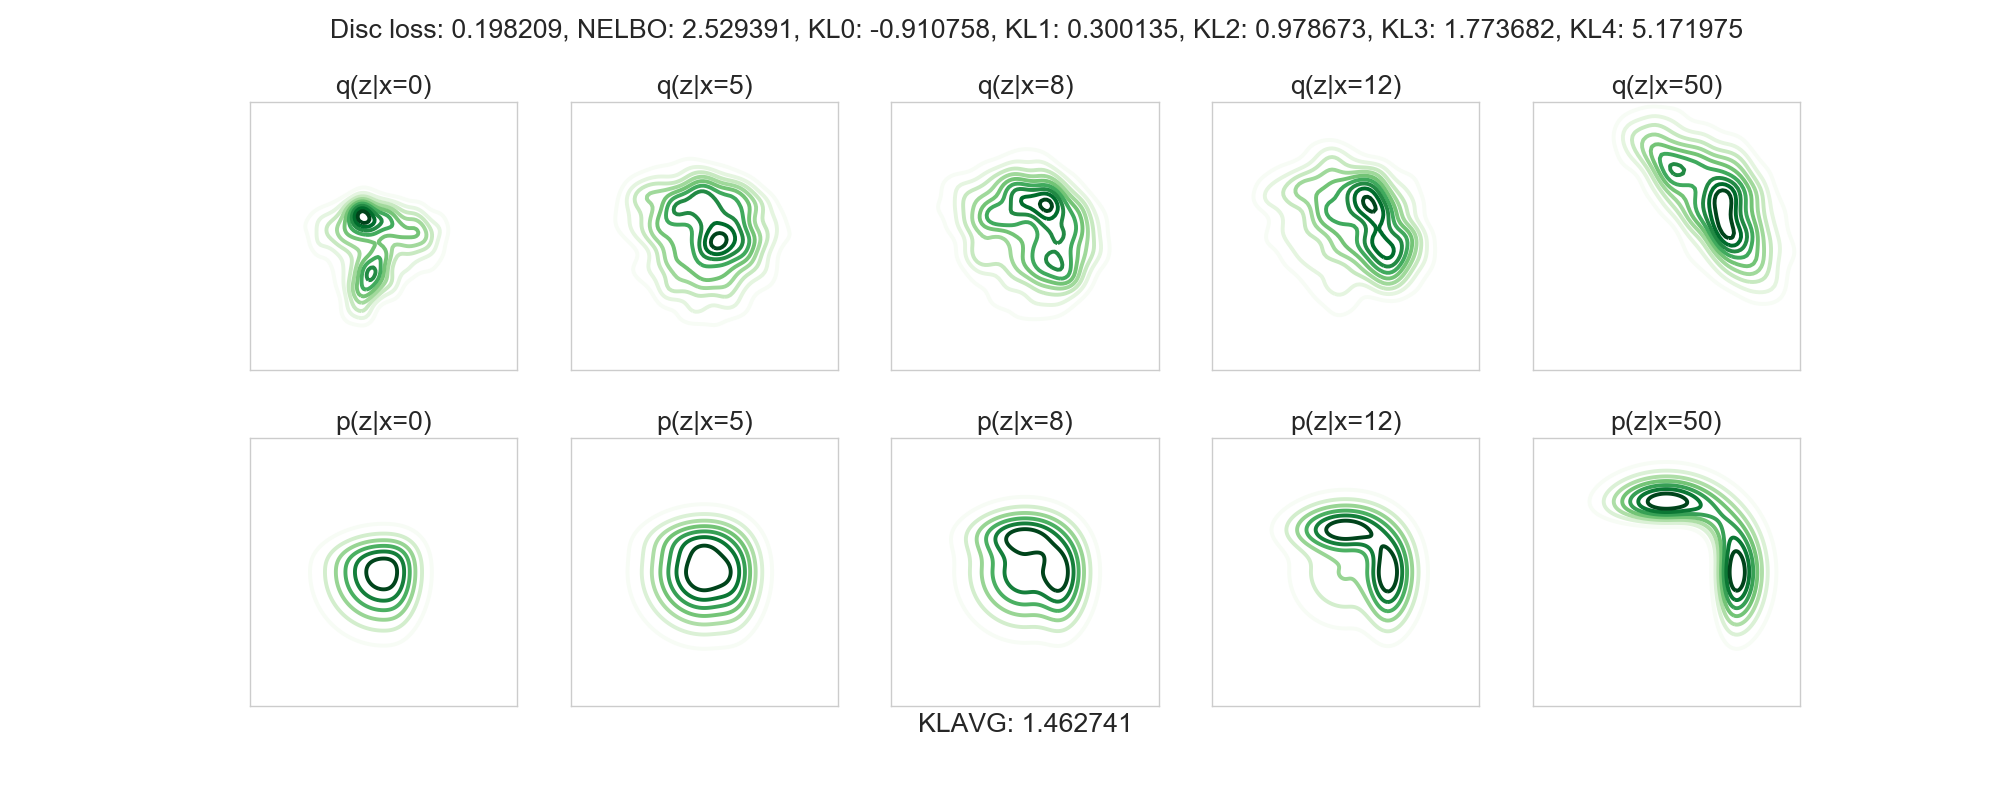 Disc loss: 0.198209, NELBO: 2.529391, KL0: -0.910758, KL1: 0.300135, KL2: 0.978673, KL3: 1.773682, KL4: 5.171975
q(z|x=0) q(z|x=5) q(z|x=8) q(z|x=12) q(z|x=50)
p(z|x=0) p(z|x=5) p(z|x=8) p(z|x=12) p(z|x=50)
KLAVG: 1.462741